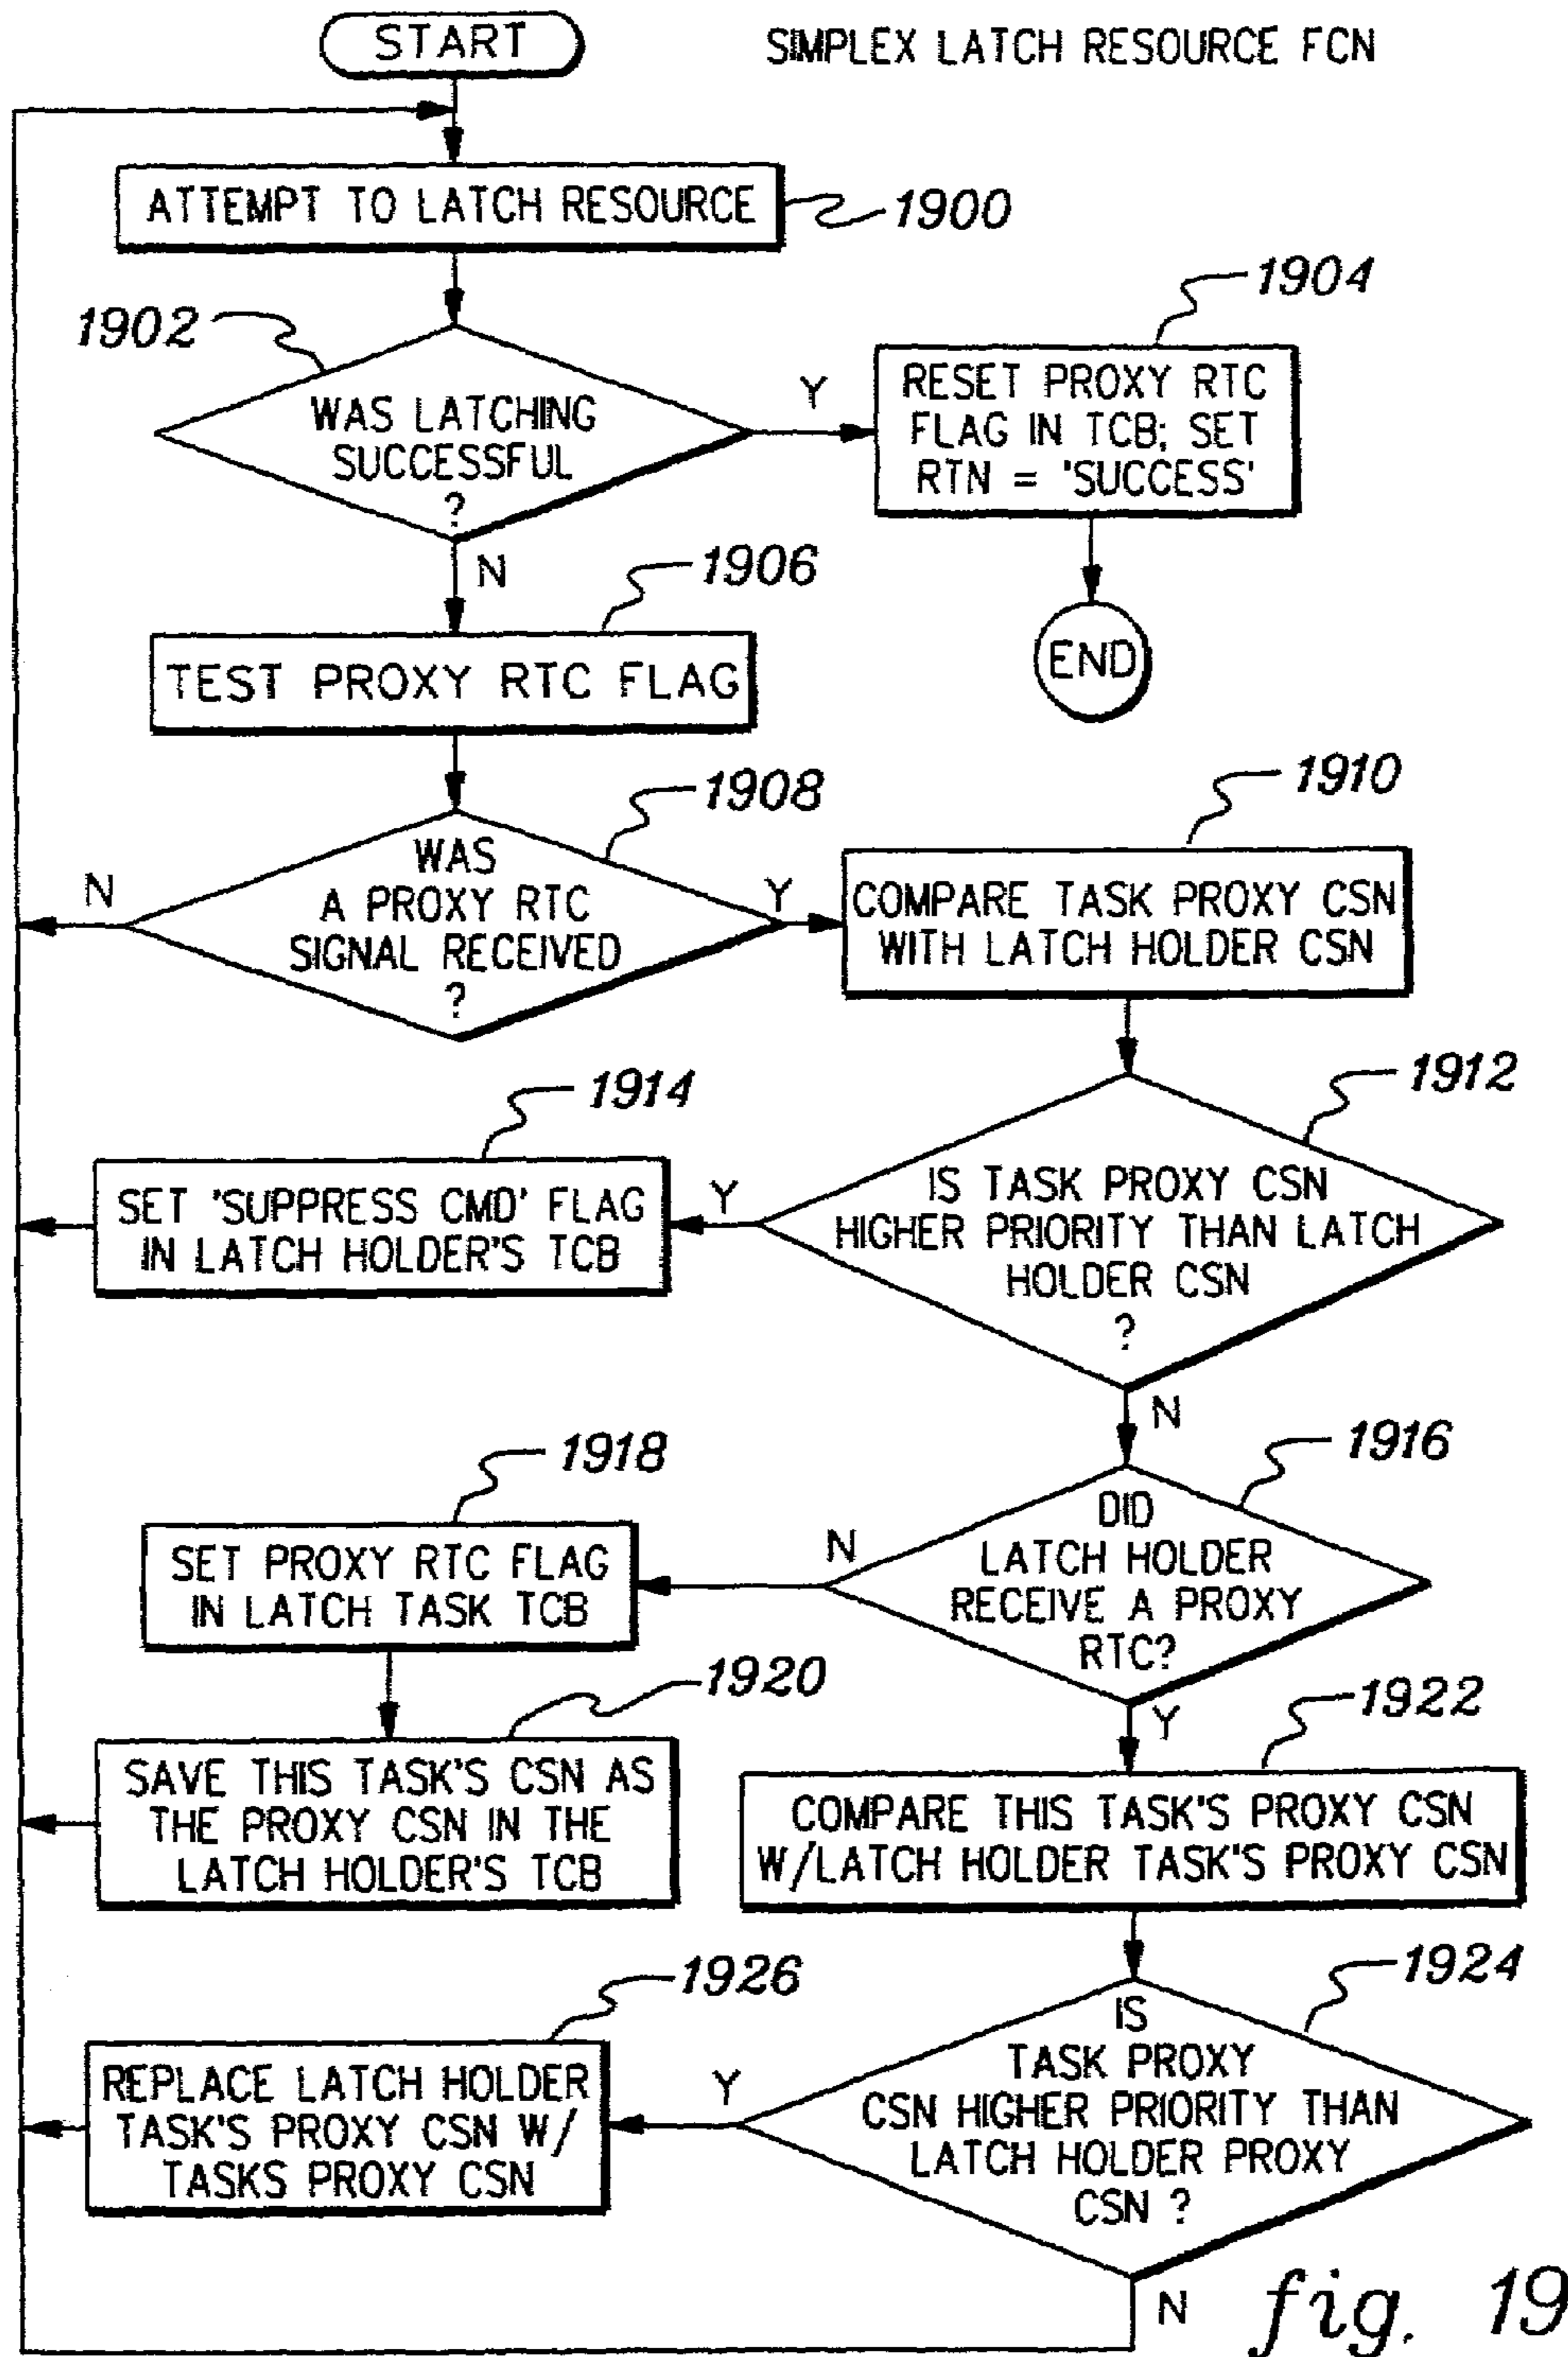 START
SIMPLEX LATCH RESOURCE FCN
ATTEMPT TO LATCH RESOURCE
1900
1902
WAS LATCHING
SUCCESSFUL
?
Y
N
1904
RESET PROXY RTC
FLAG IN TCB; SET
RTN = 'SUCCESS'
END
1906
TEST PROXY RTC FLAG
1908
WAS
A PROXY RTC
SIGNAL RECEIVED
?
N
Y
1910
COMPARE TASK PROXY CSN
WITH LATCH HOLDER CSN
1912
IS TASK PROXY CSN
HIGHER PRIORITY THAN LATCH
HOLDER CSN
?
Y
N
1914
SET 'SUPPRESS CMD' FLAG
IN LATCH HOLDER'S TCB
1916
DID
LATCH HOLDER
RECEIVE A PROXY
RTC?
N
Y
1918
SET PROXY RTC FLAG
IN LATCH TASK TCB
1920
SAVE THIS TASK'S CSN AS
THE PROXY CSN IN THE
LATCH HOLDER'S TCB
1922
COMPARE THIS TASK'S PROXY CSN
W/LATCH HOLDER TASK'S PROXY CSN
1924
IS
TASK PROXY
CSN HIGHER PRIORITY THAN
LATCH HOLDER PROXY
CSN ?
Y
N
1926
REPLACE LATCH HOLDER
TASK'S PROXY CSN W/
TASKS PROXY CSN
fig. 19